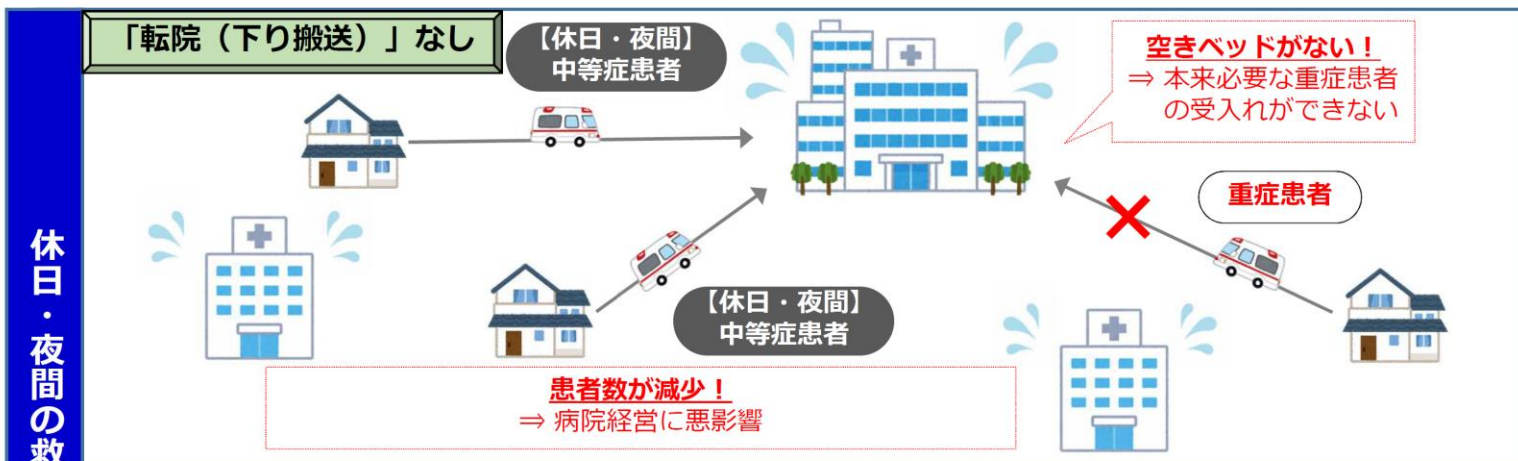 「転院（下り搬送）」なし
【休日・夜間】
中等症患者
空きベッドがない！
⇒ 本来必要な重症患者
の受入れができない
重症患者
休日・夜間の救
【休日・夜間】
中等症患者
患者数が減少！
⇒ 病院経営に悪影響